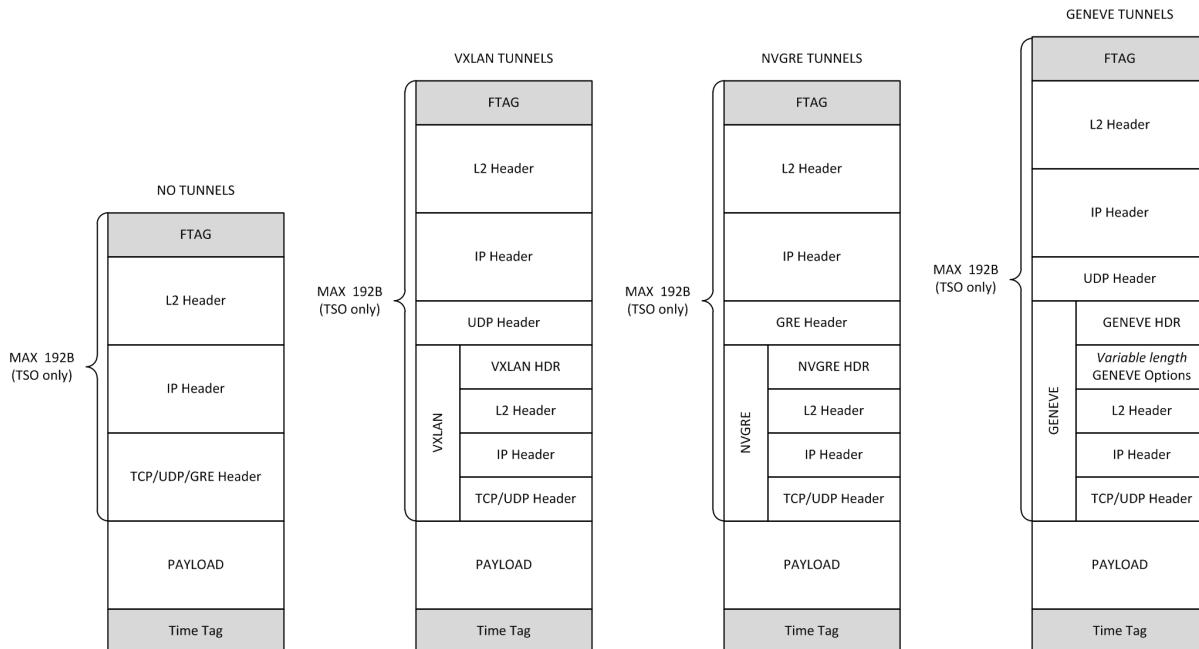 NO TUNNELS
MAX 192B
(TSO only)
FTAG
L2 Header
IP Header
TCP/UDP/GRE Header
PAYLOAD
Time Tag
VXLAN TUNNELS
MAX 192B
(TSO only)
FTAG
L2 Header
IP Header
UDP Header
VXLAN
VXLAN HDR
L2 Header
IP Header
TCP/UDP Header
PAYLOAD
Time Tag
NVGRE TUNNELS
MAX 192B
(TSO only)
FTAG
L2 Header
IP Header
GRE Header
NVGRE
NVGRE HDR
L2 Header
IP Header
TCP/UDP Header
PAYLOAD
Time Tag
GENEVE TUNNELS
MAX 192B
(TSO only)
FTAG
L2 Header
IP Header
UDP Header
GENEVE
GENEVE HDR
Variable length
GENEVE Options
L2 Header
IP Header
TCP/UDP Header
PAYLOAD
Time Tag